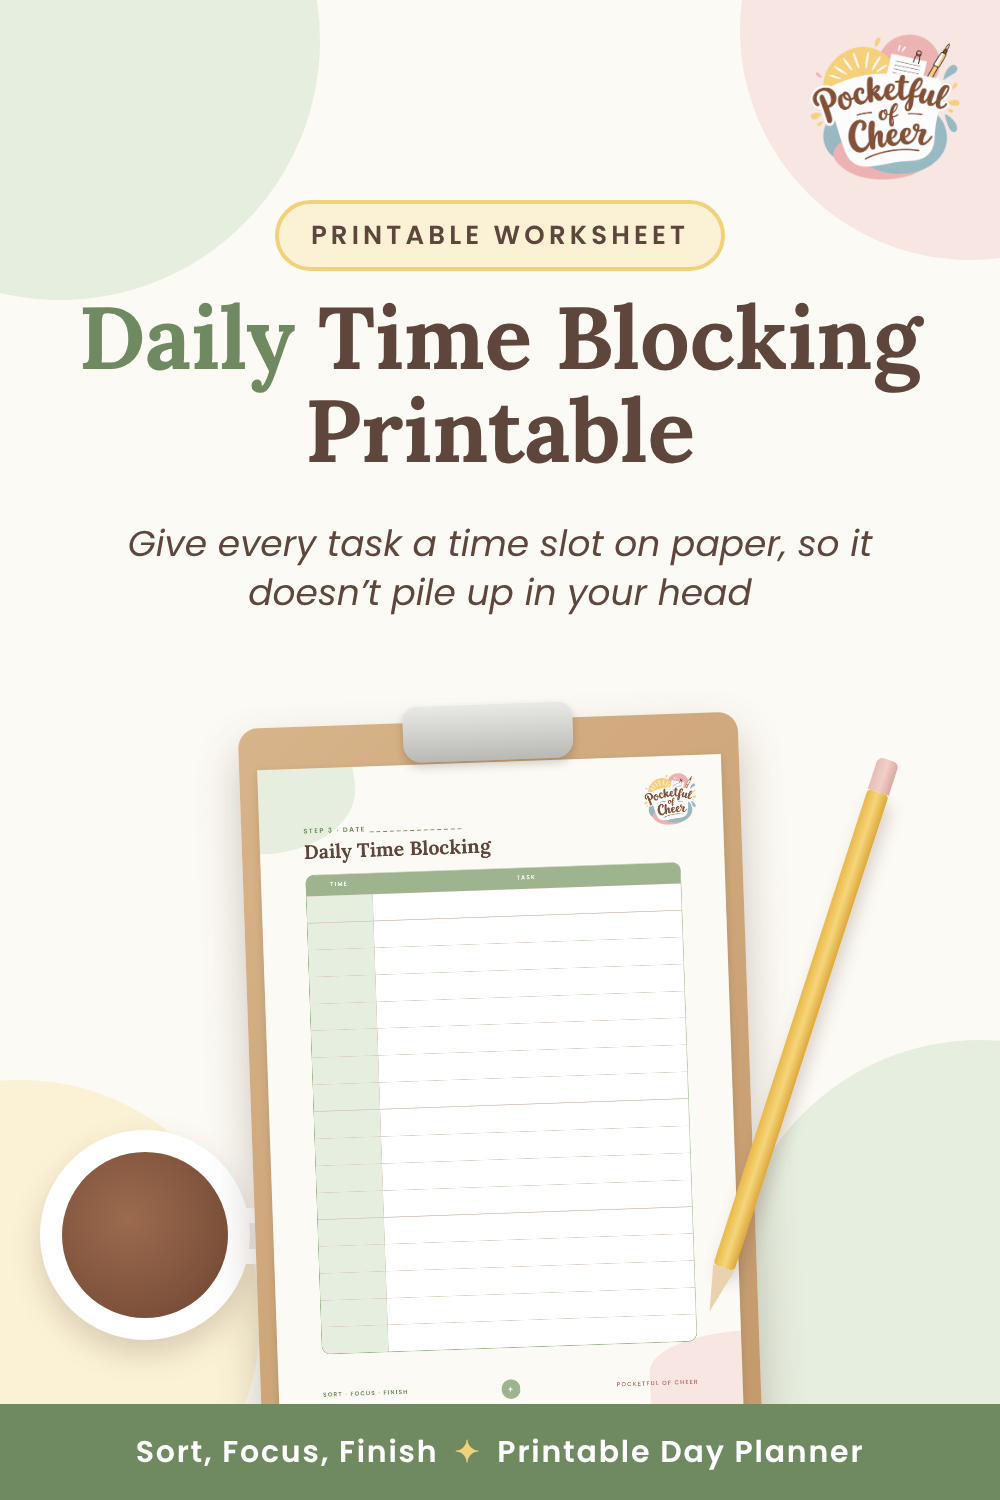 Pocketful
of
Cheer
PRINTABLE WORKSHEET
Daily Time Blocking
Printable
Give every task a time slot on paper, so it
doesn’t pile up in your head
Pocketful
of
Cheer
STEP 3 · DATE _______________
Daily Time Blocking
TIME TASK
SORT · FOCUS · FINISH
POCKETFUL OF CHEER
Sort, Focus, Finish ✦ Printable Day Planner